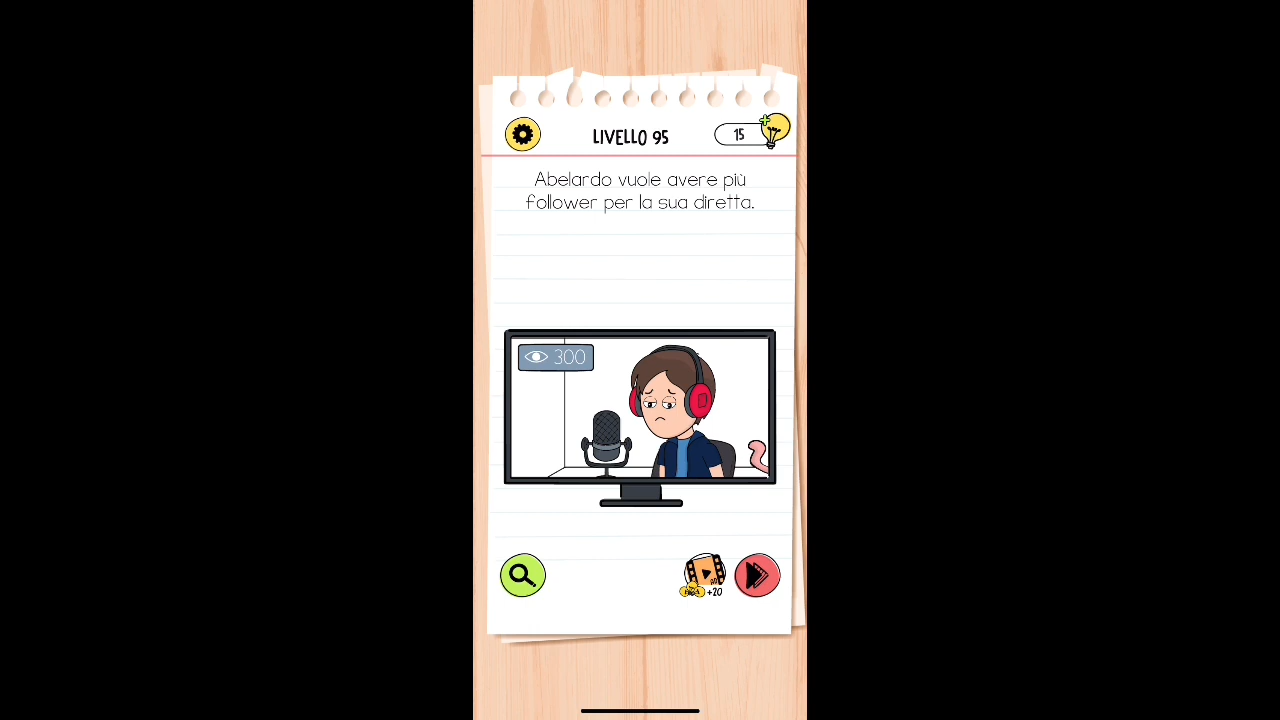 LIVELLO 95
15
Abelardo vuole avere più
follower per la sua diretta.
300
+20